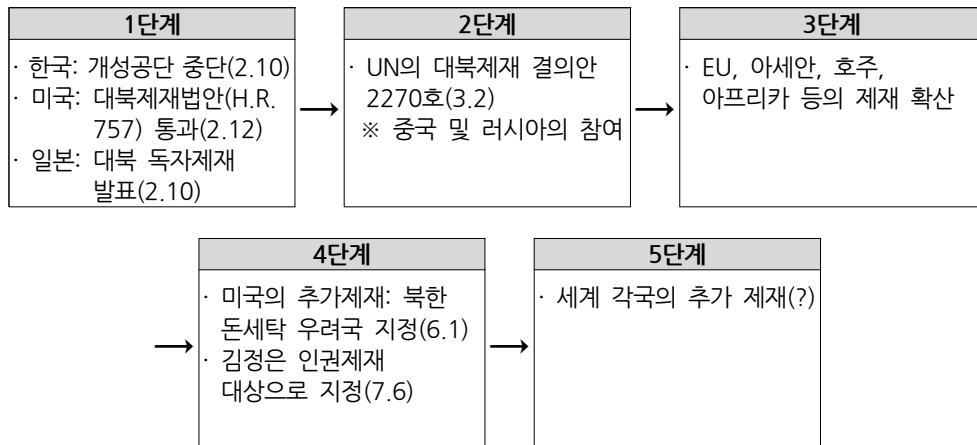 1단계
· 한국: 개성공단 중단(2.10)
· 미국: 대북제재법안(H.R.
757) 통과(2.12)
· 일본: 대북 독자제재
발표(2.10)
→
2단계
· UN의 대북제재 결의안
2270호(3.2)
※ 중국 및 러시아의 참여
→
3단계
· EU, 아세안, 호주,
아프리카 등의 제재 확산
→
4단계
· 미국의 추가제재: 북한
돈세탁 우려국 지정(6.1)
· 김정은 인권제재
대상으로 지정(7.6)
→
5단계
· 세계 각국의 추가 제재(?)